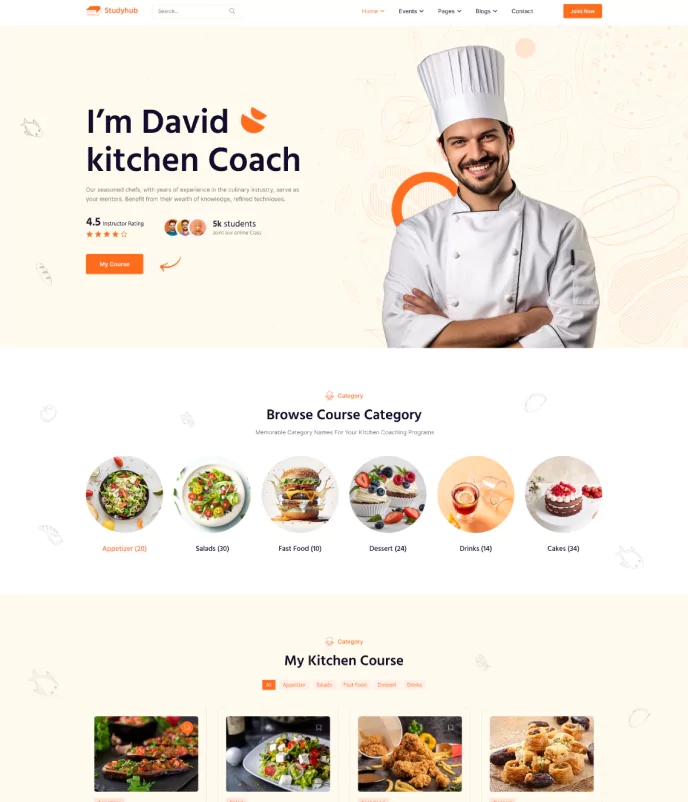 Studyhub
Search...
Home
Events
Pages
Blogs
Contact
Joini Now
I'm David
kitchen Coach
Our seasoned chefs, with years of experience in the culinary industry, serve as
your mentors. Benefit from their wealth of knowledge, refined techniques.
4.5 Instructor Rating
5k students
Joini our online Class
My Course
Category
Browse Course Category
Memorable Category Names For Your Kitchen Coaching Programs
Appetizer (20)
Salads (30)
Fast Food (10)
Dessert (24)
Drinks (14)
Cakes (34)
Category
My Kitchen Course
All
Appetizer
Salads
Fast Food
Dessert
Drinks